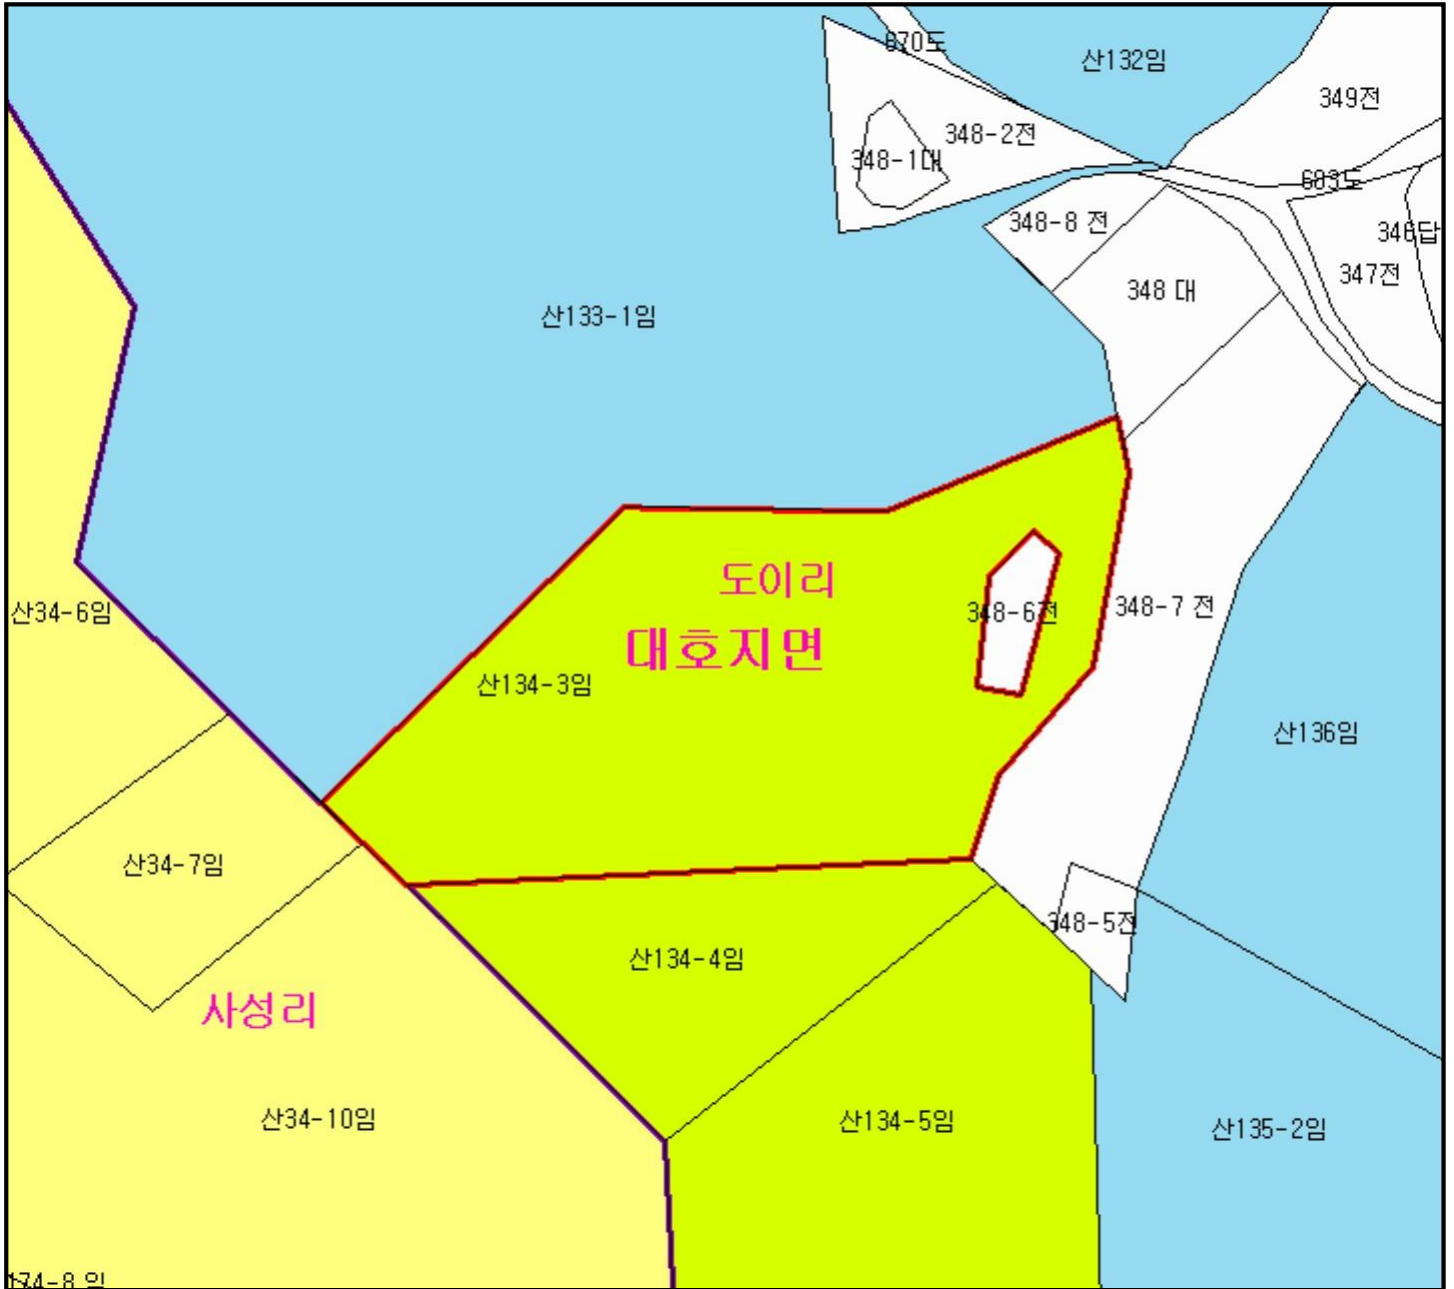 870도
산132임
349전
348-2전
348-1대
683도
348-8 전
346답
347전
348 대
산133-1임
도이리
산34-6임
348-6전
348-7 전
대호지면
산134-3임
산136임
산34-7임
348-5전
산134-4임
사성리
산34-10임
산134-5임
산135-2임
174-8 임